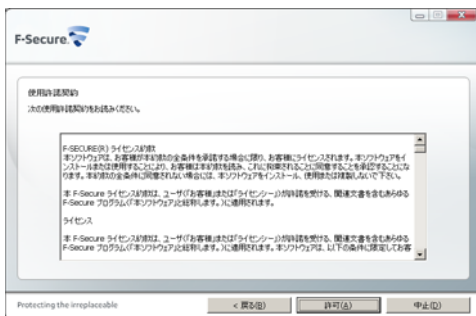 F-Secure.
使用許諾契約
次の使用許諾契約をお読みください。
F-SECURE(R) ライセンス約款
本ソフトウェアは、お客様が本約款の全条件を承諾する場合に限り、お客様にライセンスされます。本ソフトウェアをイ
ンストールまたは使用することにより、お客様は本約款を読み、これに拘束されることに同意することを承認することにな
ります。本約款の全条件に同意されない場合には、本ソフトウェアをインストール、使用または複製しないで下さい。
本 F-Secure ライセンス約款は、ユーザ(「お客様」または「ライセンシー」)が許諾を受ける、関連文書を含むあらゆる
F-Secure プログラム(「本ソフトウェア」と総称します。)に適用されます。
ライセンス
本 F-Secure ライセンス約款は、ユーザ(「お客様」または「ライセンシー」)が許諾を受ける、関連文書を含むあらゆる
F-Secure プログラム(「本ソフトウェア」と総称します。)に適用されます。本ソフトウェアは、以下の条件に限定してお客
Protecting the irreplaceable
< 戻る(B)
許可(A)
中止(D)